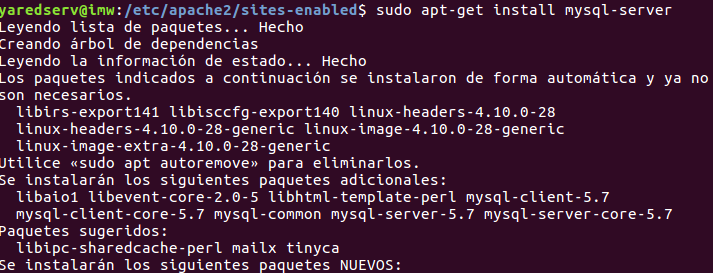 yaredserv@imw:/etc/apache2/sites-enabled$ sudo apt-get install mysql-server
Leyendo lista de paquetes... Hecho
Creando árbol de dependencias
Leyendo la información de estado... Hecho
Los paquetes indicados a continuación se instalaron de forma automática y ya no
son necesarios.
  libirs-export141 libisccfg-export140 linux-headers-4.10.0-28
  linux-headers-4.10.0-28-generic linux-image-4.10.0-28-generic
  linux-image-extra-4.10.0-28-generic
Utilice «sudo apt autoremove» para eliminarlos.
Se instalarán los siguientes paquetes adicionales:
  libaio1 libevent-core-2.0-5 libhtml-template-perl mysql-client-5.7
  mysql-client-core-5.7 mysql-common mysql-server-5.7 mysql-server-core-5.7
Paquetes sugeridos:
  libipc-sharedcache-perl mailx tinyca
Se instalarán los siguientes paquetes NUEVOS: